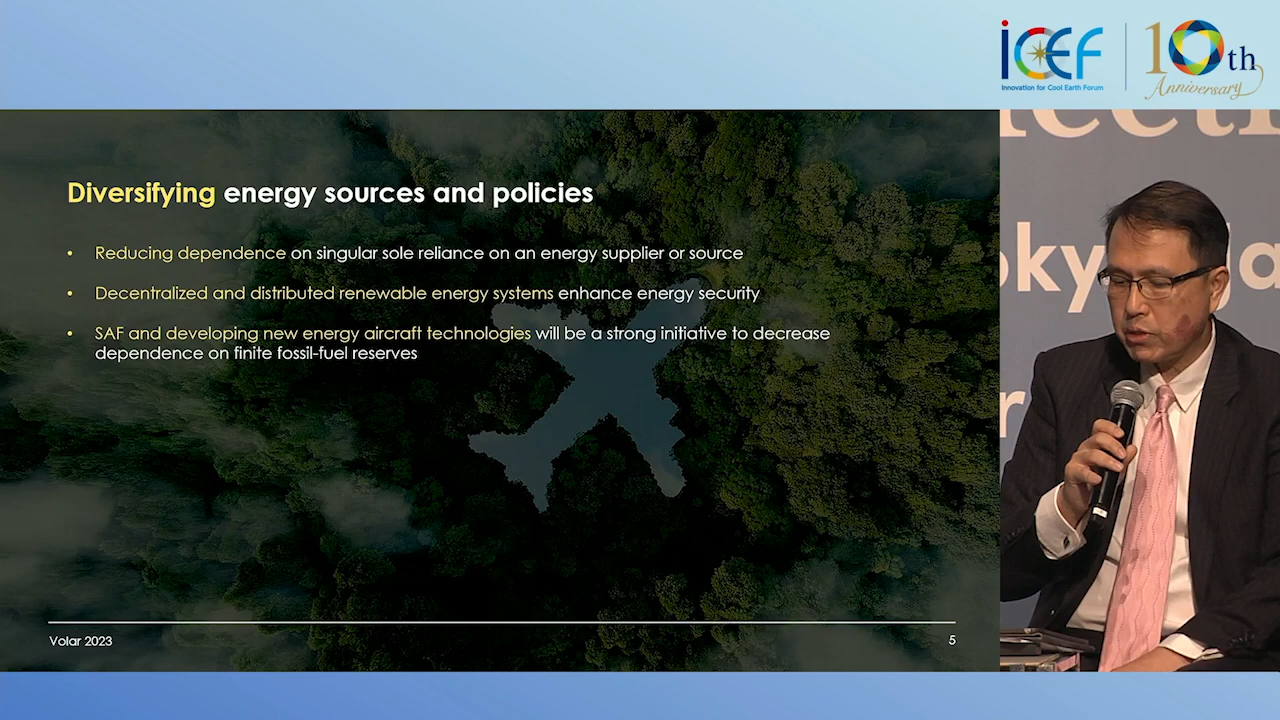 iCEF
Innovation for Cool Earth Forum
10th
Anniversary
Diversifying energy sources and policies
• Reducing dependence on singular sole reliance on an energy supplier or source
• Decentralized and distributed renewable energy systems enhance energy security
• SAF and developing new energy aircraft technologies will be a strong initiative to decrease
dependence on finite fossil-fuel reserves
Volar 2023
5